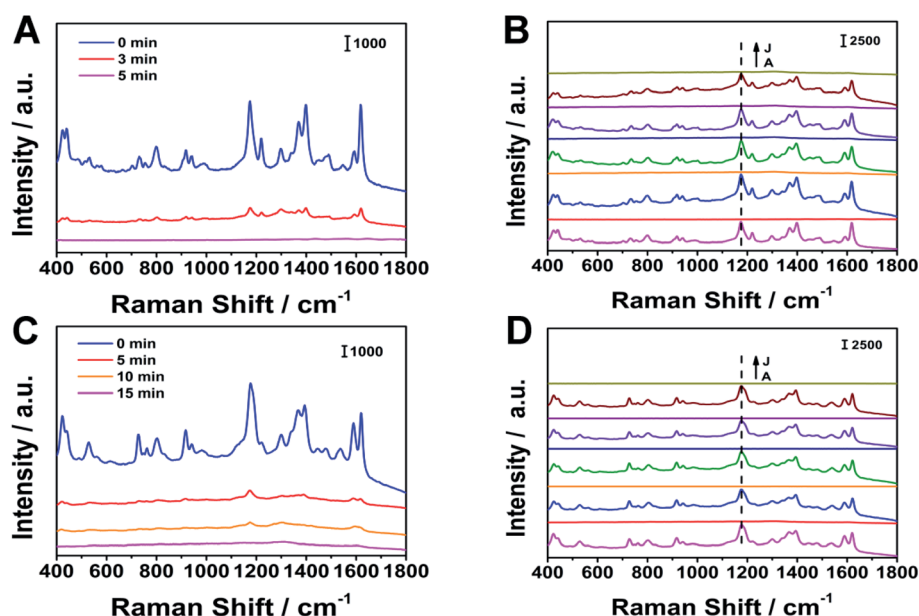 A
0 min
3 min
5 min
1000
Intensity / a.u.
400 600 800 1000 1200 1400 1600 1800
Raman Shift / cm-1
B
2500
J
A
Intensity / a.u.
400 600 800 1000 1200 1400 1600 1800
Raman Shift / cm-1
C
0 min
5 min
10 min
15 min
1000
Intensity / a.u.
400 600 800 1000 1200 1400 1600 1800
Raman Shift / cm-1
D
2500
J
A
Intensity / a.u.
400 600 800 1000 1200 1400 1600 1800
Raman Shift / cm-1